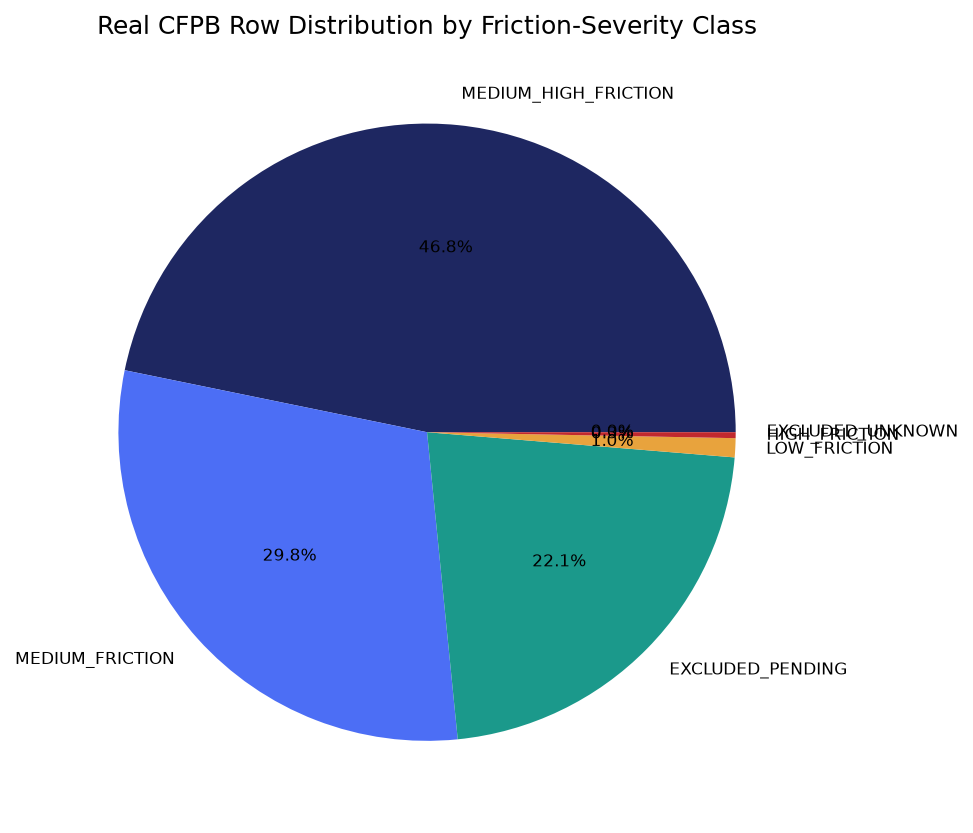 Real CFPB Row Distribution by Friction-Severity Class
MEDIUM_HIGH_FRICTION
46.8%
EXCLUDED_UNKNOWN
HIGH_FRICTION
1.0%
LOW_FRICTION
29.8%
22.1%
MEDIUM_FRICTION
EXCLUDED_PENDING